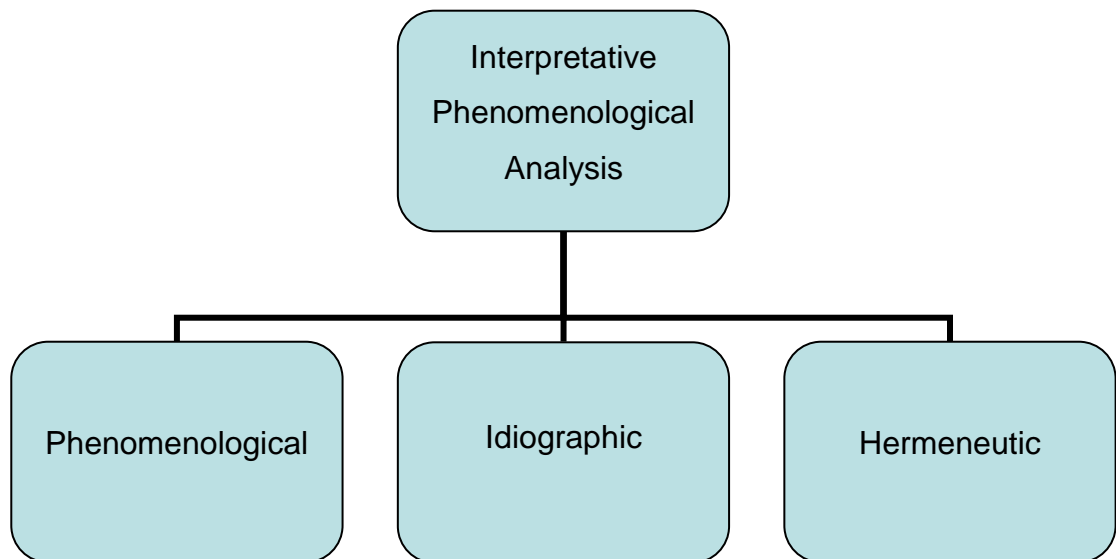 Interpretative
Phenomenological
Analysis
Phenomenological
Idiographic
Hermeneutic